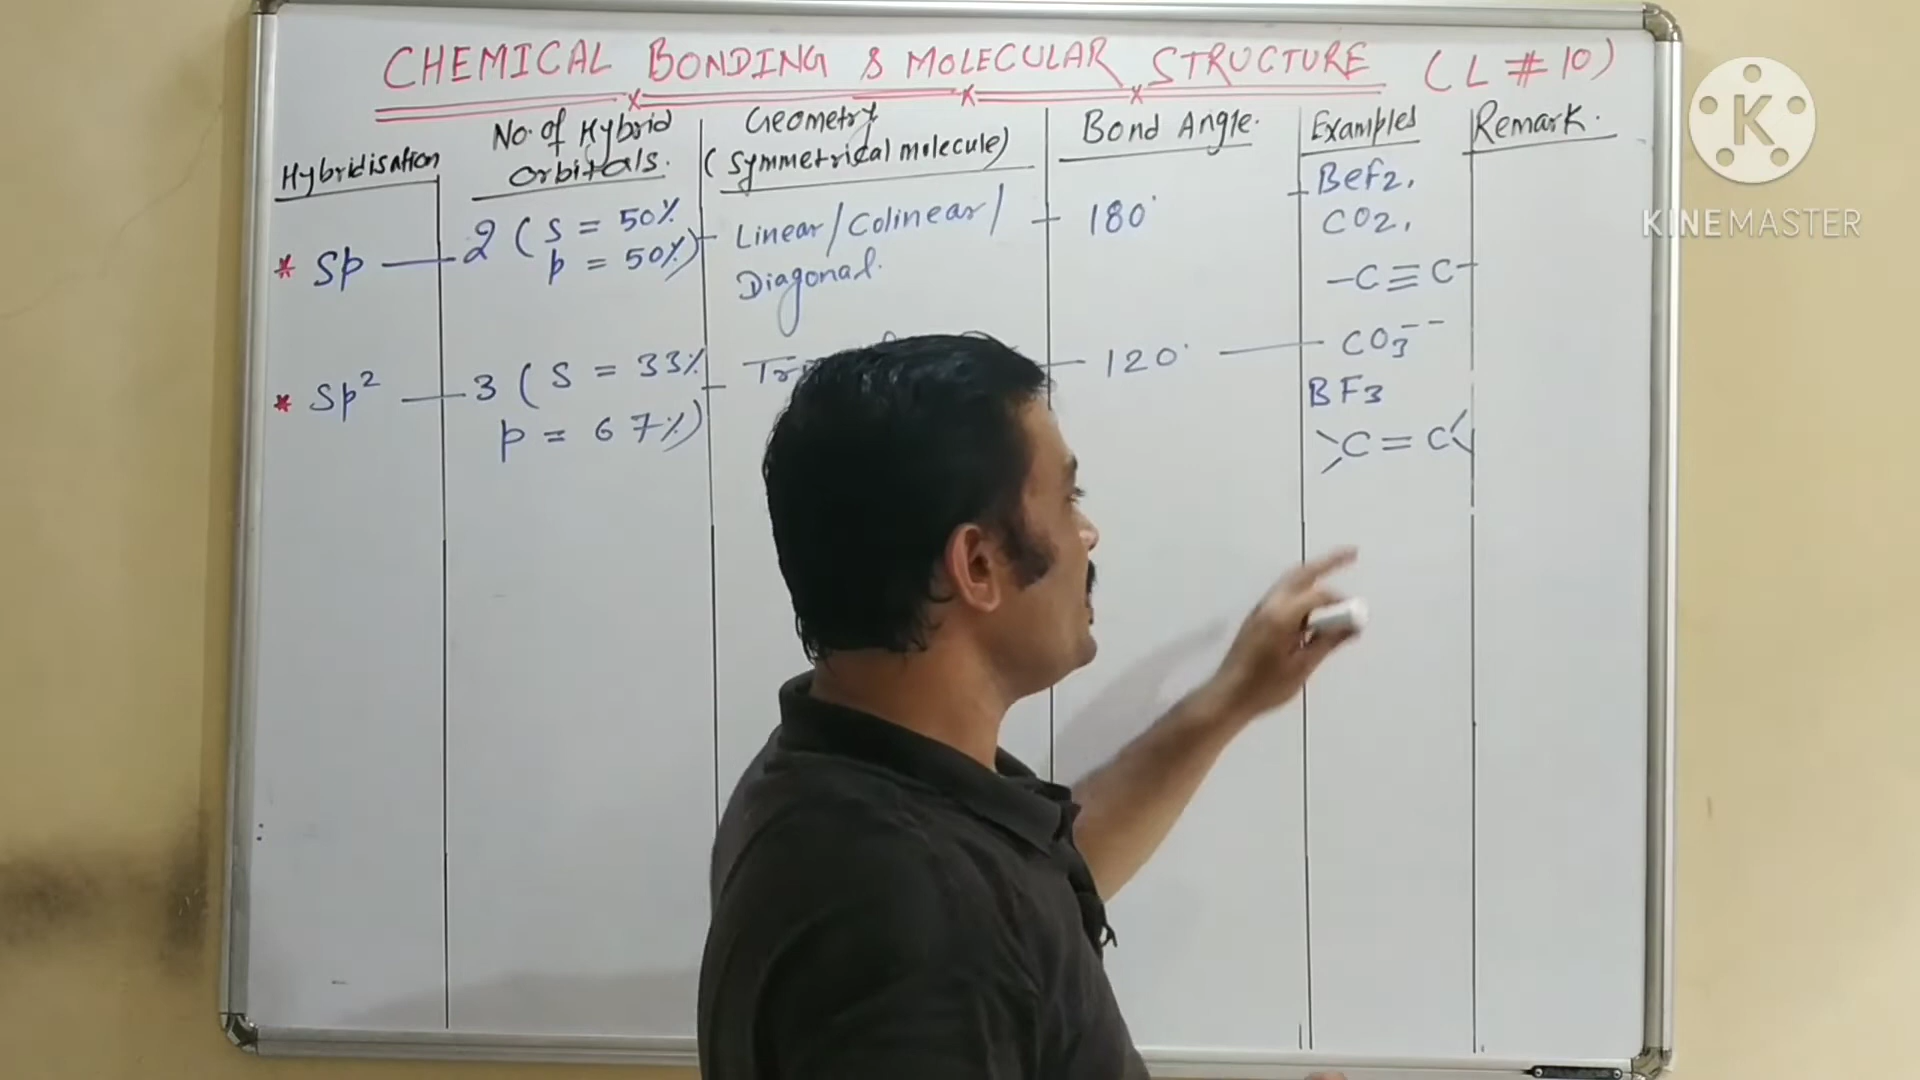 CHEMICAL BONDING & MOLECULAR STRUCTURE (L # 10)
Hybridisation
No. of Hybrid
orbitals.
Geometry
(Symmetrical molecule)
Bond Angle.
Examples
Remark.
* Sp — 2 (S = 50%
p = 50%)
Linear/Colinear/
Diagonal.
180°
BeF2,
CO2,
-C≡C-
* Sp² — 3 (S = 33%
p = 67%)
120°
CO3--
BF3
>C=C<
K
KINEMASTER